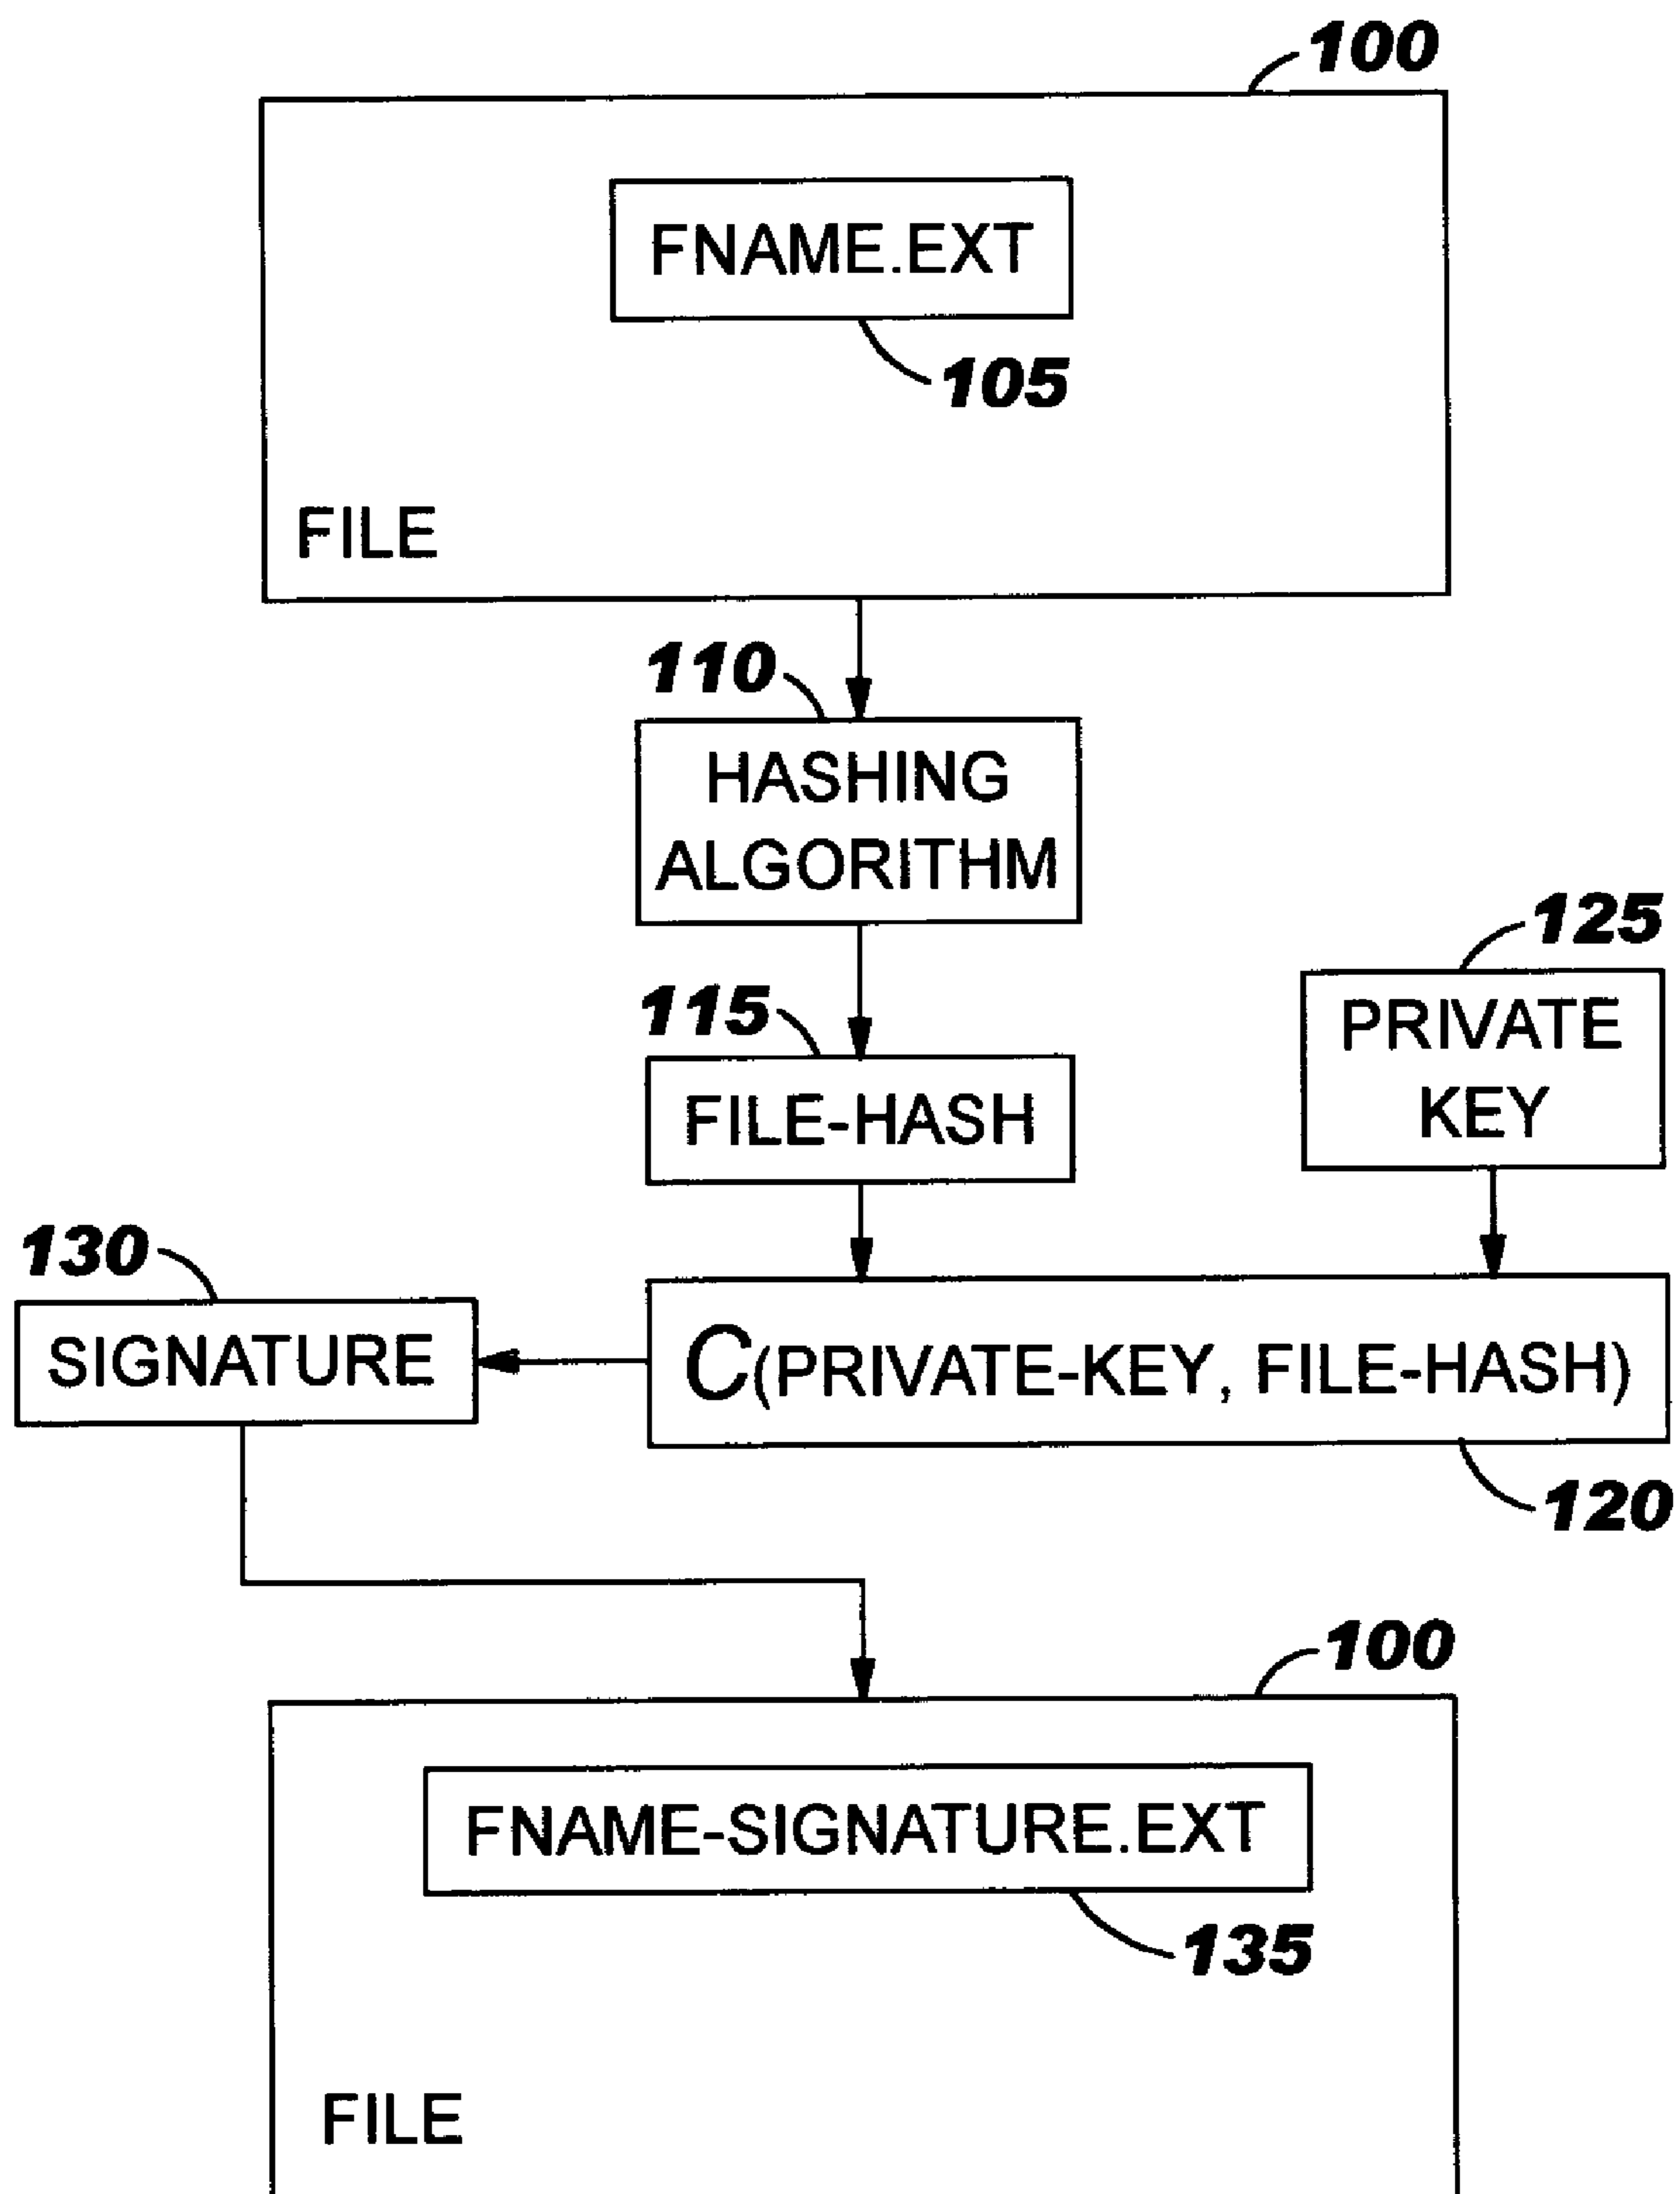 100
FNAME.EXT
105
FILE
110
HASHING
ALGORITHM
125
115
PRIVATE
KEY
FILE-HASH
130
SIGNATURE
C(PRIVATE-KEY, FILE-HASH)
120
100
FNAME-SIGNATURE.EXT
135
FILE